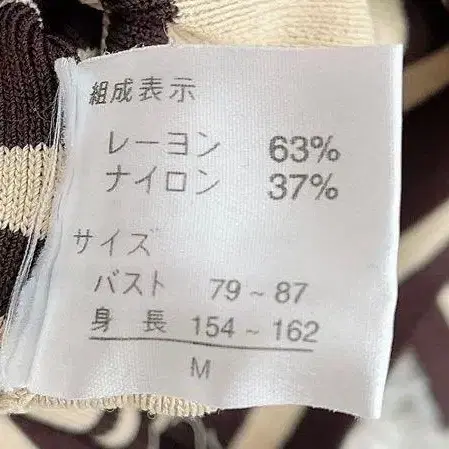 組成表示
レーヨン 63%
ナイロン 37%
サイズ
バスト 79~87
身長 154~162
M